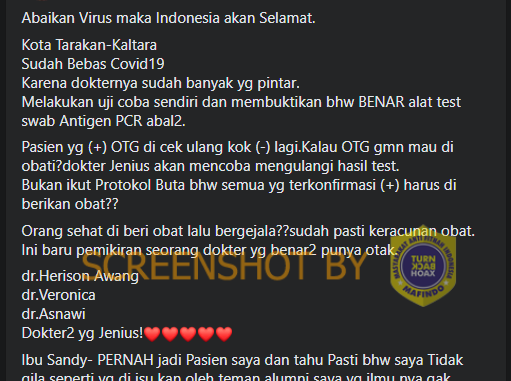 Abaikan Virus maka Indonesia akan Selamat.
Kota Tarakan-Kaltara
Sudah Bebas Covid19
Karena dokternya sudah banyak yg pintar.
Melakukan uji coba sendiri dan membuktikan bhw BENAR alat test
swab Antigen PCR abal2.
Pasien yg (+) OTG di cek ulang kok (-) lagi.Kalau OTG gmn mau di
obati?dokter Jenius akan mencoba mengulangi hasil test.
Bukan ikut Protokol Buta bhw semua yg terkonfirmasi (+) harus di
berikan obat??
Orang sehat di beri obat lalu bergejala??sudah pasti keracunan obat.
Ini baru pemikiran seorang dokter yg benar2 punya otak.
SCREENSHOT BY
TURN
BACK
HOAX
MAFINDO
dr.Herison Awang
dr.Veronica
dr.Asnawi
Dokter2 yg Jenius!❤️❤️❤️❤️❤️
Ibu Sandy- PERNAH jadi Pasien saya dan tahu Pasti bhw saya Tidak
gila seperti yg di isu kan oleh teman alumni saya yg ilmu nya gak